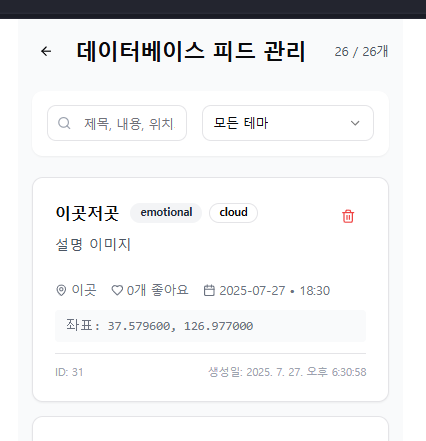 데이터베이스 피드 관리 26 / 26개
제목, 내용, 위치 모든 테마
이곳저곳 emotional cloud
설명 이미지
이곳 0개 좋아요 2025-07-27 • 18:30
좌표: 37.579600, 126.977000
ID: 31 생성일: 2025. 7. 27. 오후 6:30:58